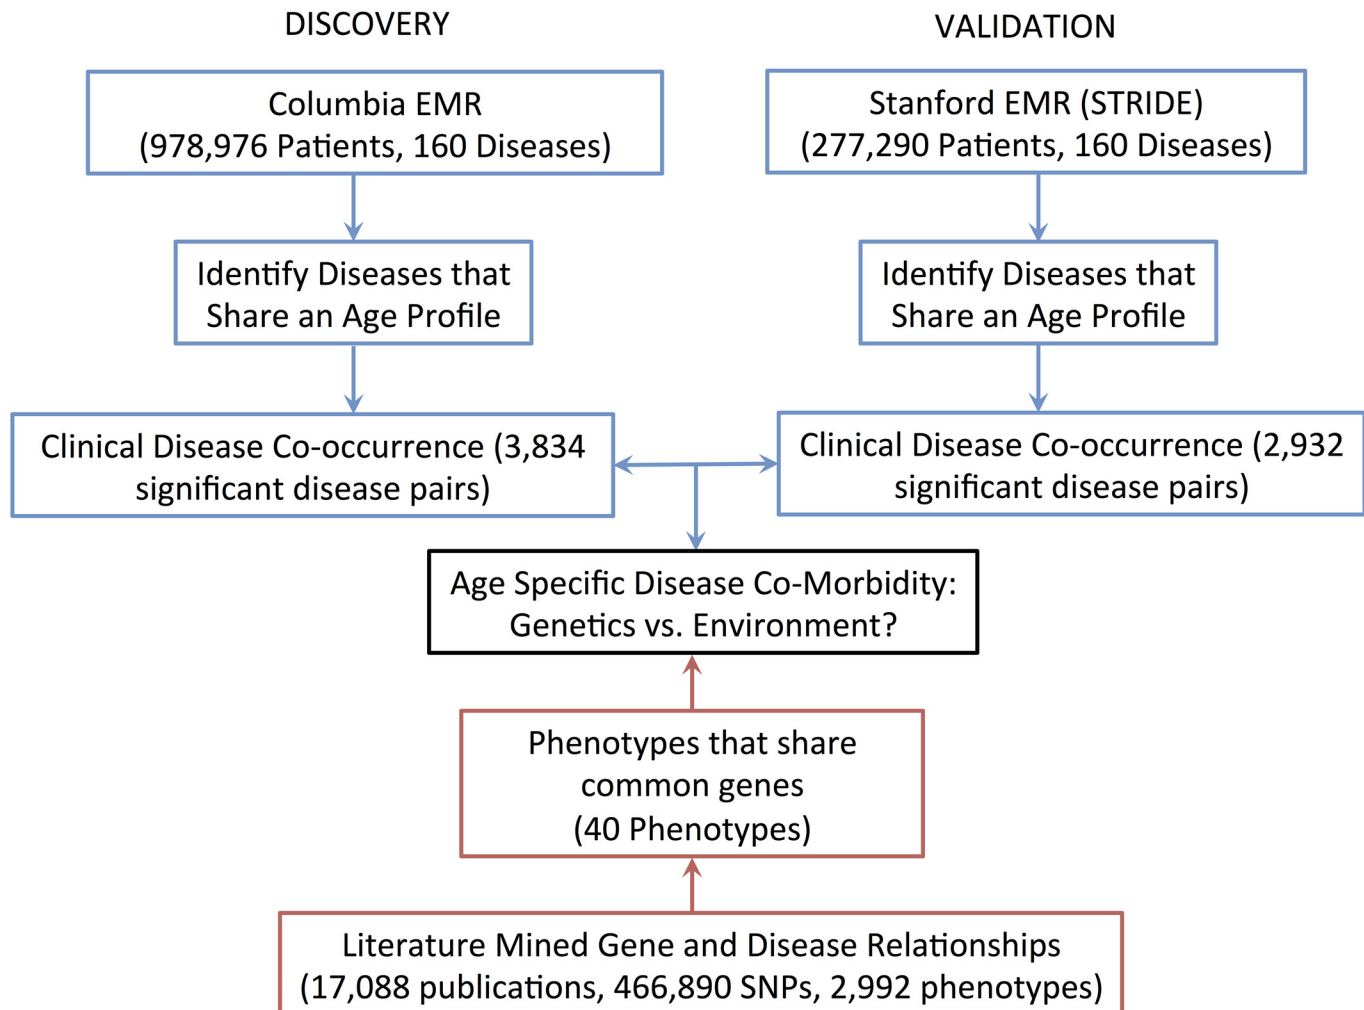 DISCOVERY
VALIDATION
Columbia EMR
(978,976 Patients, 160 Diseases)
Stanford EMR (STRIDE)
(277,290 Patients, 160 Diseases)
Identify Diseases that
Share an Age Profile
Identify Diseases that
Share an Age Profile
Clinical Disease Co-occurrence (3,834
significant disease pairs)
Clinical Disease Co-occurrence (2,932
significant disease pairs)
Age Specific Disease Co-Morbidity:
Genetics vs. Environment?
Phenotypes that share
common genes
(40 Phenotypes)
Literature Mined Gene and Disease Relationships
(17,088 publications, 466,890 SNPs, 2,992 phenotypes)